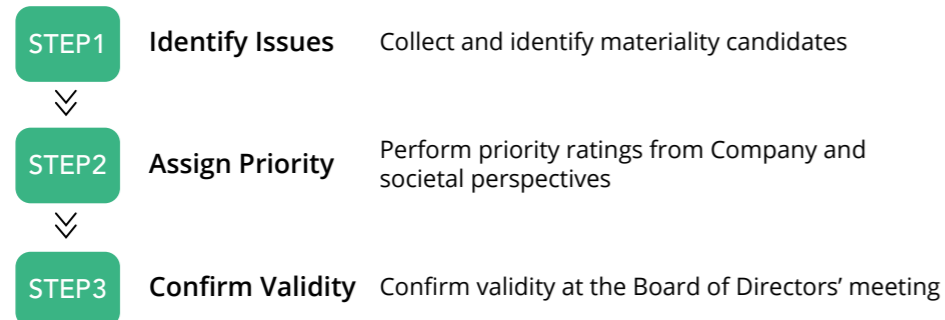 STEP1
Identify Issues
Collect and identify materiality candidates
STEP2
Assign Priority
Perform priority ratings from Company and
societal perspectives
STEP3
Confirm Validity
Confirm validity at the Board of Directors’ meeting